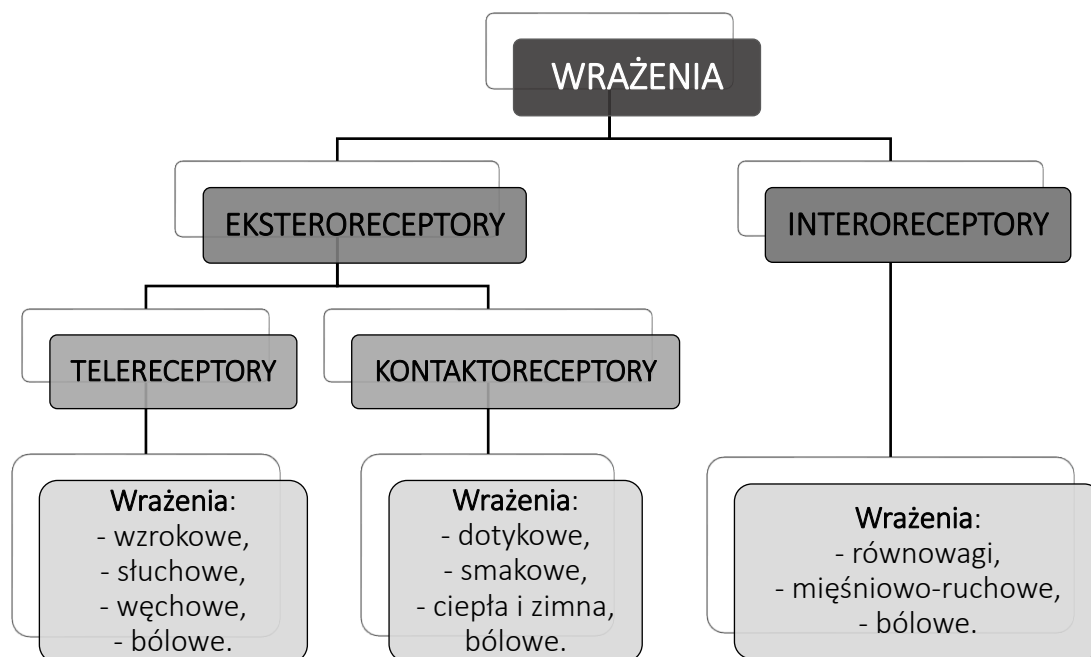 WRAŻENIA
EKSTERORECEPTORY
INTERORECEPTORY
TELERECEPTORY
KONTAKTORECEPTORY
Wrażenia:
- wzrokowe,
- słuchowe,
- węchowe,
- bólowe.
Wrażenia:
- dotykowe,
- smakowe,
- ciepła i zimna,
bólowe.
Wrażenia:
- równowagi,
- mięśniowo-ruchowe,
- bólowe.